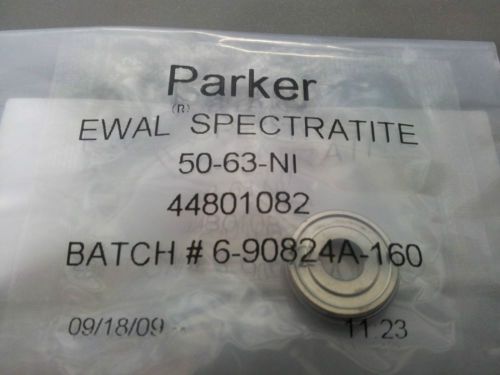 Parker
EWAL (R) SPECTRATITE
50-63-NI
44801082
BATCH # 6-90824A-160
09/18/09 11.23